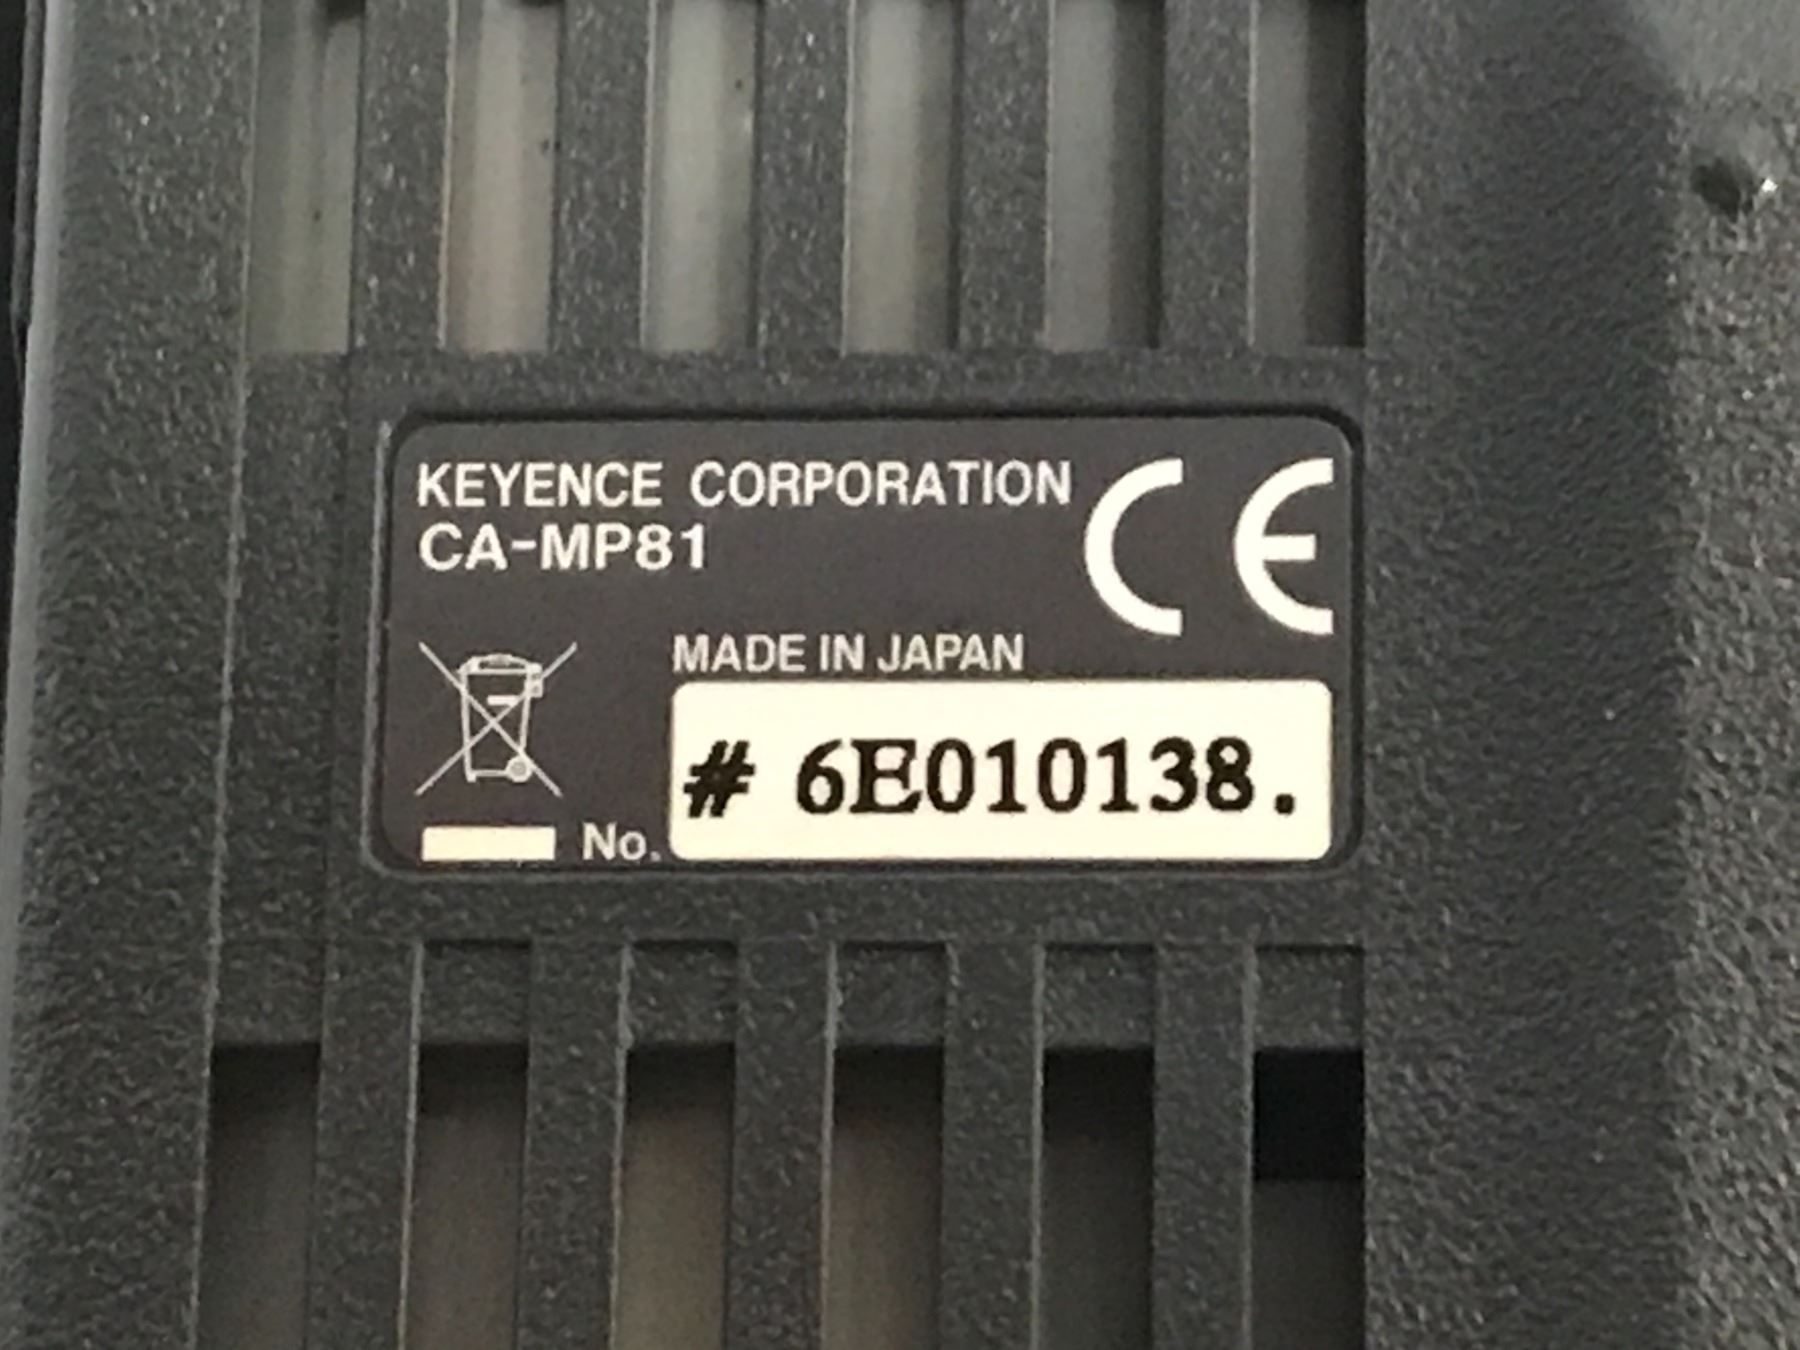 KEYENCE CORPORATION
CA-MP81
CE
MADE IN JAPAN
No. # 6E010138.